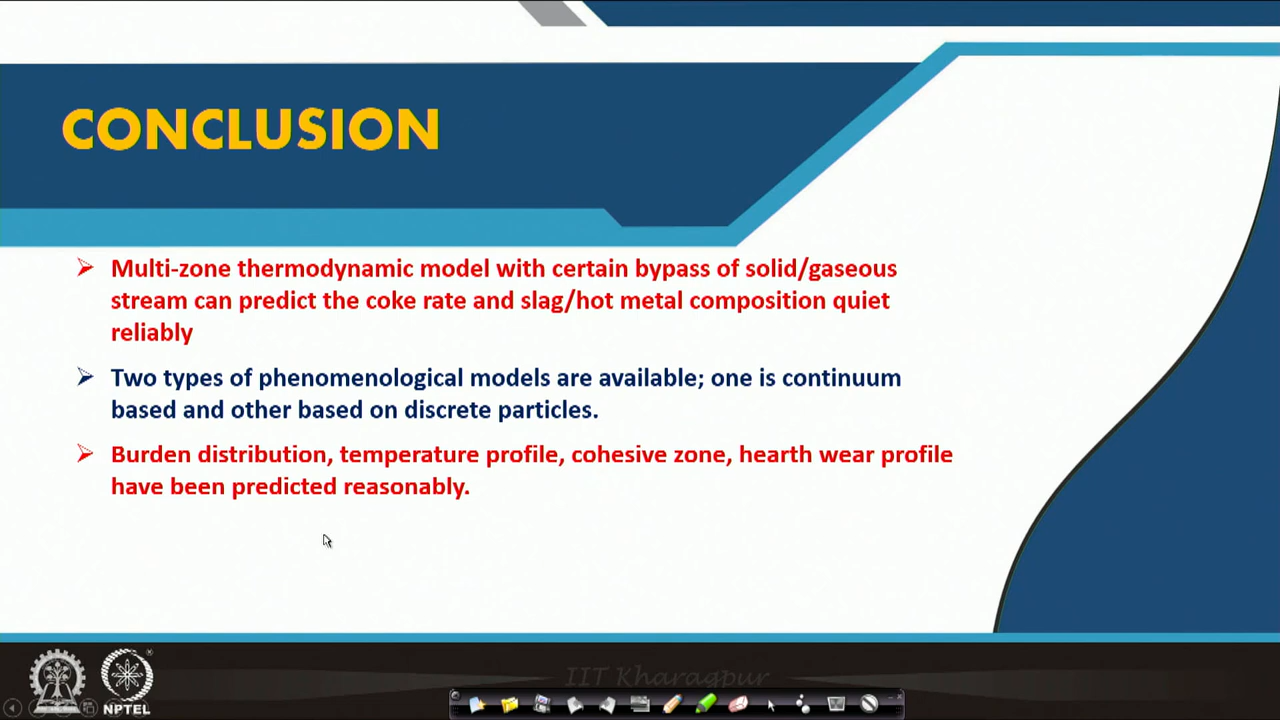 CONCLUSION
Multi-zone thermodynamic model with certain bypass of solid/gaseous
stream can predict the coke rate and slag/hot metal composition quiet
reliably
Two types of phenomenological models are available; one is continuum
based and other based on discrete particles.
Burden distribution, temperature profile, cohesive zone, hearth wear profile
have been predicted reasonably.
IIT Kharagpur
NPTEL